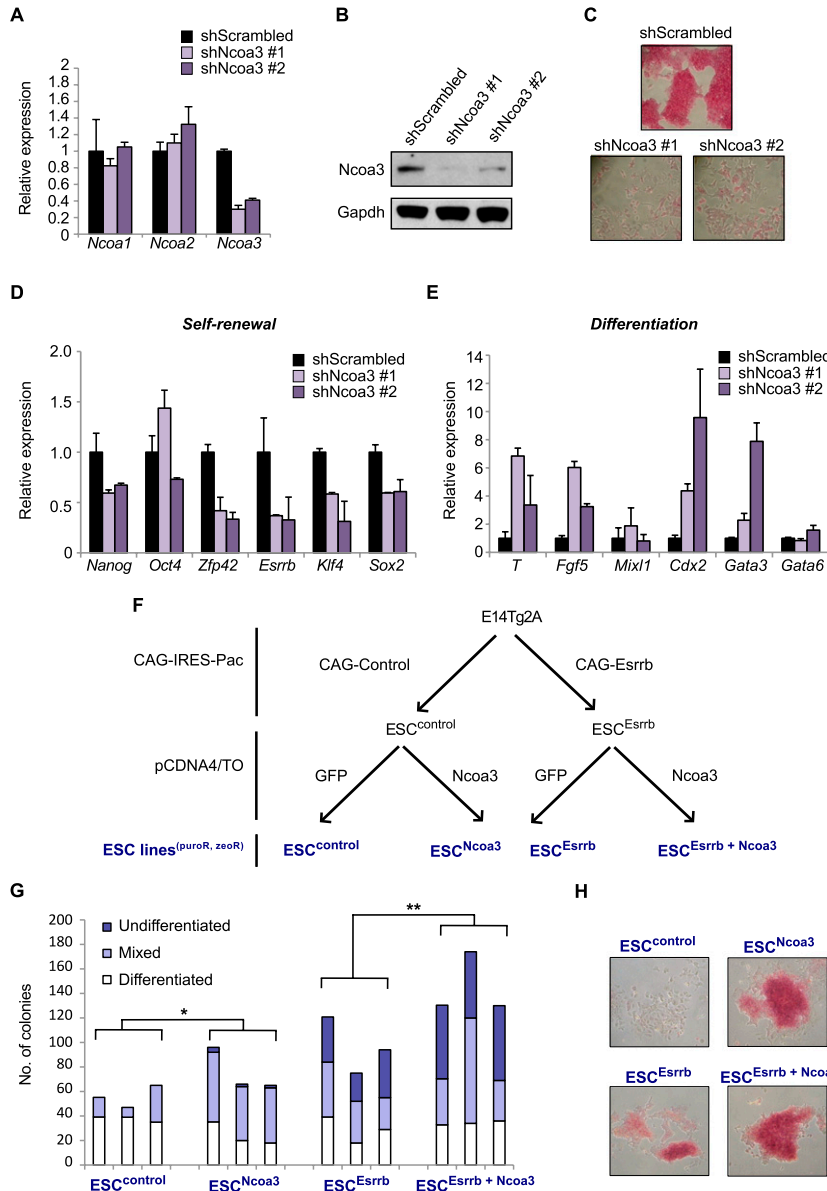 A
shScrambled
shNcoa3 #1
shNcoa3 #2
Relative expression
2
1.8
1.6
1.4
1.2
1
0.8
0.6
0.4
0.2
0
Ncoa1 Ncoa2 Ncoa3
B
shScrambled
shNcoa3 #1
shNcoa3 #2
Ncoa3
Gapdh
C
shScrambled
shNcoa3 #1 shNcoa3 #2
D
Self-renewal
shScrambled
shNcoa3 #1
shNcoa3 #2
Relative expression
2.0
1.5
1.0
0.5
0
Nanog Oct4 Zfp42 Esrrb Klf4 Sox2
E
Differentiation
shScrambled
shNcoa3 #1
shNcoa3 #2
Relative expression
14
12
10
8
6
4
2
0
T Fgf5 Mixl1 Cdx2 Gata3 Gata6
F
E14Tg2A
CAG-IRES-Pac
CAG-Control CAG-Esrrb
ESCcontrol ESCEsrrb
pCDNA4/TO
GFP Ncoa3 GFP Ncoa3
ESC lines(puroR, zeoR) ESCcontrol ESCNcoa3 ESCEsrrb ESCEsrrb + Ncoa3
G
Undifferentiated
Mixed
Differentiated
No. of colonies
200
180
160
140
120
100
80
60
40
20
0
*
**
ESCcontrol ESCNcoa3 ESCEsrrb ESCEsrrb + Ncoa3
H
ESCcontrol ESCNcoa3
ESCEsrrb ESCEsrrb + Ncoa